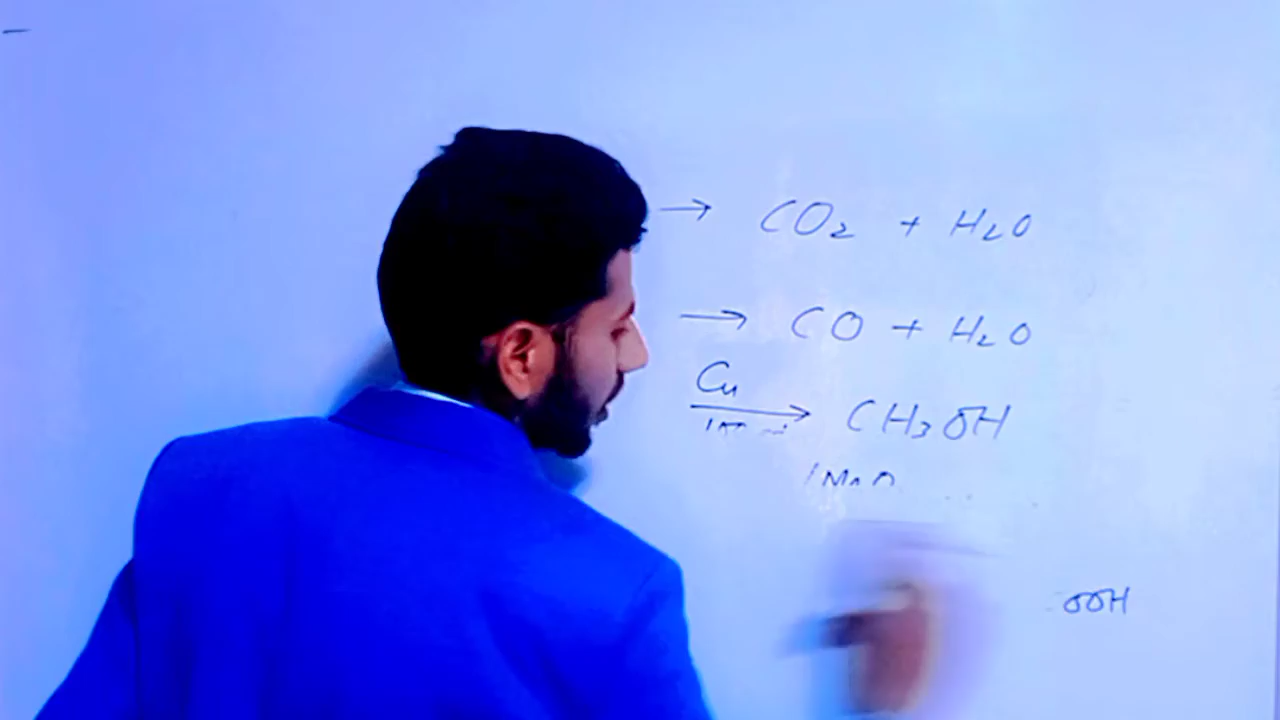 → CO₂ + H₂O
→ CO + H₂O
Cu
→ CH₃OH
OOH